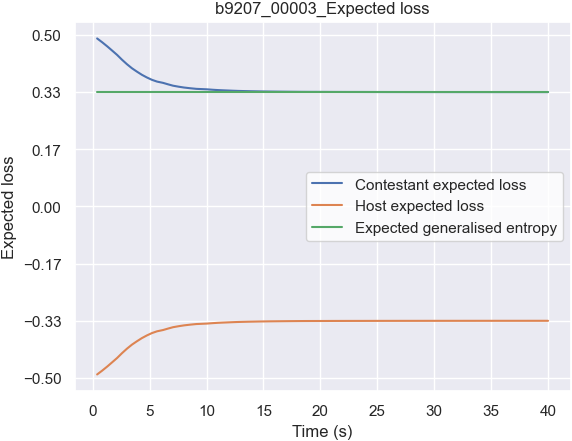 b9207_00003_Expected loss
Expected loss
0.50
0.33
0.17
0.00
−0.17
−0.33
−0.50
Contestant expected loss
Host expected loss
Expected generalised entropy
0 5 10 15 20 25 30 35 40
Time (s)